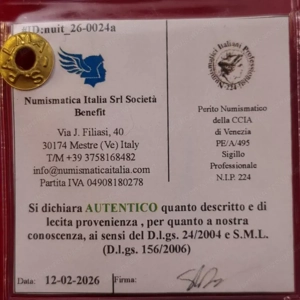 #ID:nuit_26-0024a
Numismatica Italia Srl Società
Benefit
Via J. Filiasi, 40
30174 Mestre (Ve) Italy
T/M +39 3758168482
info@numismaticaitalia.com
Partita IVA 04908180278
Perito Numismatico
della CCIA
di Venezia
PE/A/495
Sigillo
Professionale
N.I.P. 224
Si dichiara AUTENTICO quanto descritto e di
lecita provenienza , per quanto a nostra
conoscenza, ai sensi del D.lgs. 24/2004 e S.M.L.
(D.lgs. 156/2006)
Data: 12-02-2026 Firma: